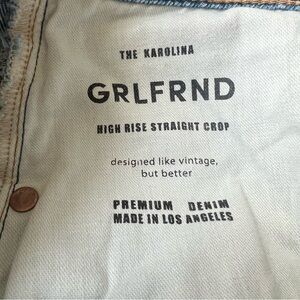 THE KAROLINA
GRLFRND
HIGH RISE STRAIGHT CROP
designed like vintage,
but better
PREMIUM DENIM
MADE IN LOS ANGELES